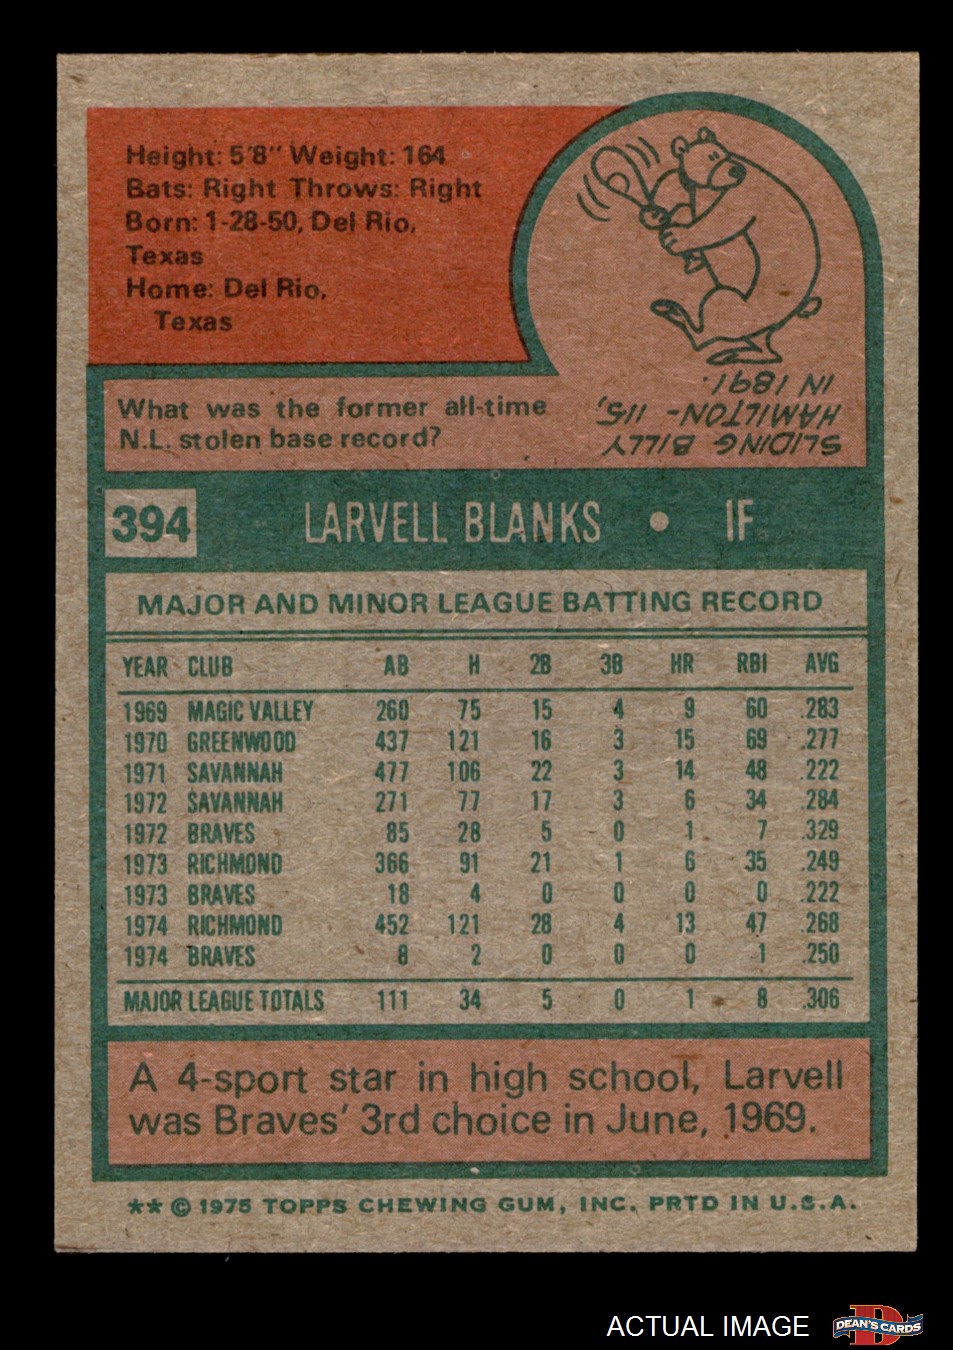 Height: 5'8" Weight: 164
Bats: Right Throws: Right
Born: 1-28-50, Del Rio,
Texas
Home: Del Rio,
Texas
What was the former all-time
N.L. stolen base record?
SLIDING BILLY
HAMILTON - 115,
IN 1891.
394 LARVELL BLANKS • IF
MAJOR AND MINOR LEAGUE BATTING RECORD
YEAR CLUB AB H 2B 3B HR RBI AVG
1969 MAGIC VALLEY 260 75 15 4 9 60 .283
1970 GREENWOOD 437 121 16 3 15 69 .277
1971 SAVANNAH 477 106 22 3 14 48 .222
1972 SAVANNAH 271 77 17 3 6 34 .284
1972 BRAVES 85 28 5 0 1 7 .329
1973 RICHMOND 366 91 21 1 6 35 .249
1973 BRAVES 18 4 0 0 0 0 .222
1974 RICHMOND 452 121 28 4 13 47 .268
1974 BRAVES 8 2 0 0 0 1 .250
MAJOR LEAGUE TOTALS 111 34 5 0 1 8 .306
A 4-sport star in high school, Larvell
was Braves' 3rd choice in June, 1969.
** © 1975 TOPPS CHEWING GUM, INC. PRTD IN U.S.A.
ACTUAL IMAGE
D
DEAN'S CARDS